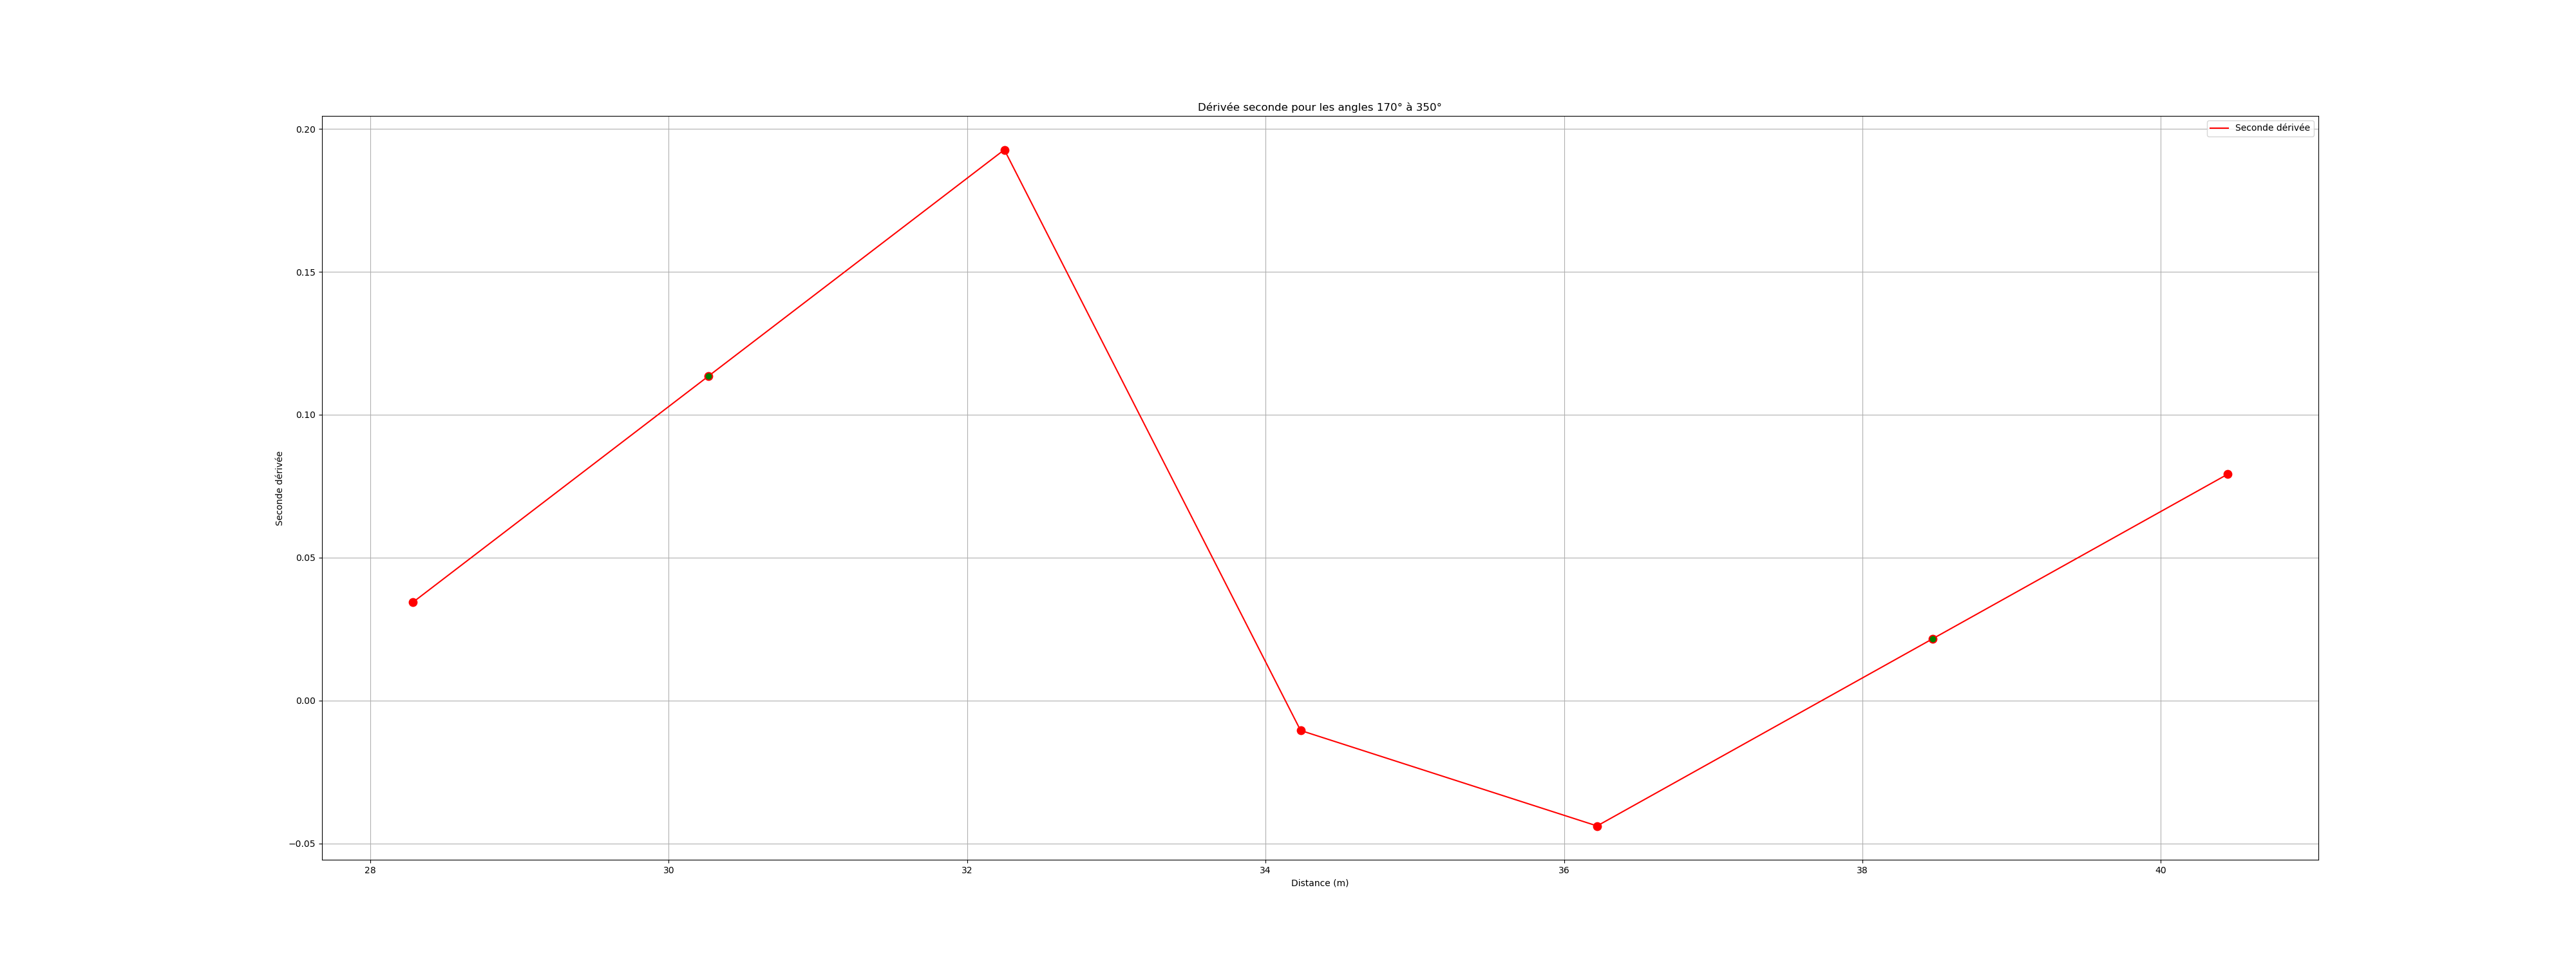 Dérivée seconde pour les angles 170° à 350°
Seconde dérivée
0.20
0.15
0.10
0.05
0.00
−0.05
Seconde dérivée
28 30 32 34 36 38 40
Distance (m)